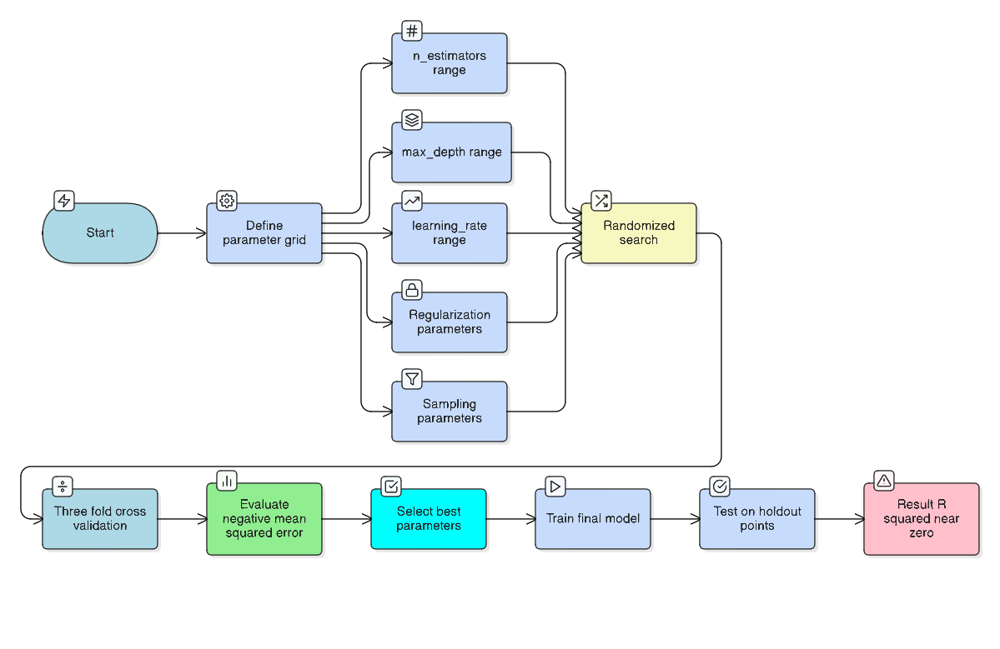 n_estimators
range
max_depth range
Start
Define
parameter grid
learning_rate
range
Randomized
search
Regularization
parameters
Sampling
parameters
Three fold cross
validation
Evaluate
negative mean
squared error
Select best
parameters
Train final model
Test on holdout
points
Result R
squared near
zero